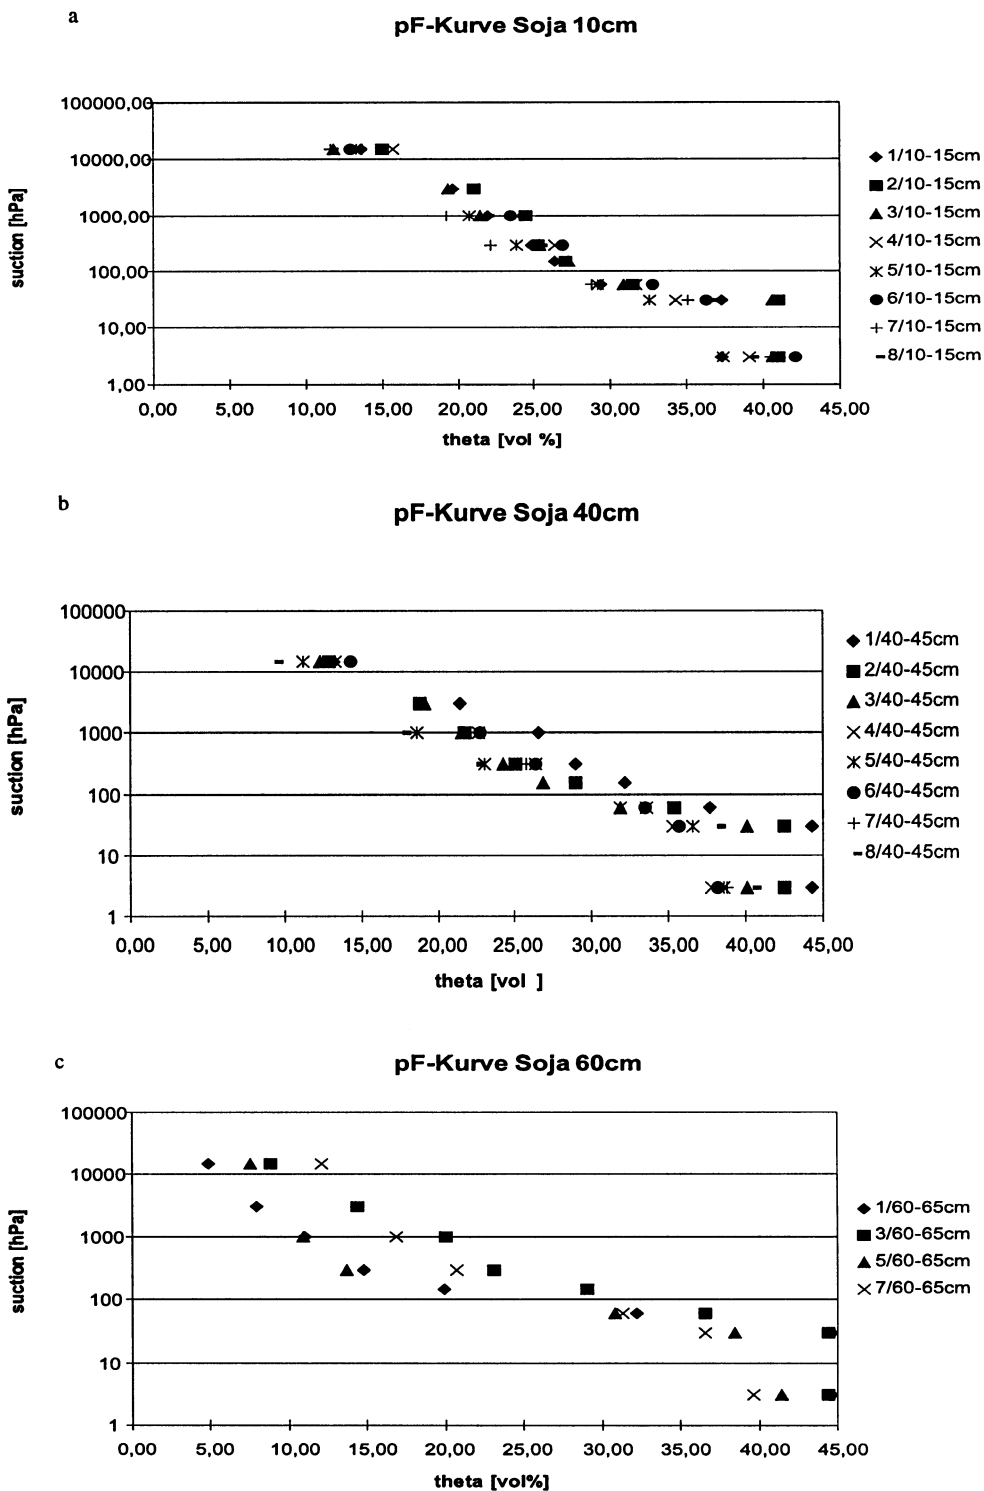 a
pF-Kurve Soja 10cm
100000,00
10000,00
1000,00
100,00
10,00
1,00
suction [hPa]
0,00 5,00 10,00 15,00 20,00 25,00 30,00 35,00 40,00 45,00
theta [vol %]
1/10-15cm
2/10-15cm
3/10-15cm
4/10-15cm
5/10-15cm
6/10-15cm
7/10-15cm
8/10-15cm
b
pF-Kurve Soja 40cm
100000
10000
1000
100
10
1
suction [hPa]
0,00 5,00 10,00 15,00 20,00 25,00 30,00 35,00 40,00 45,00
theta [vol ]
1/40-45cm
2/40-45cm
3/40-45cm
4/40-45cm
5/40-45cm
6/40-45cm
7/40-45cm
8/40-45cm
c
pF-Kurve Soja 60cm
100000
10000
1000
100
10
1
suction [hPa]
0,00 5,00 10,00 15,00 20,00 25,00 30,00 35,00 40,00 45,00
theta [vol%]
1/60-65cm
3/60-65cm
5/60-65cm
7/60-65cm